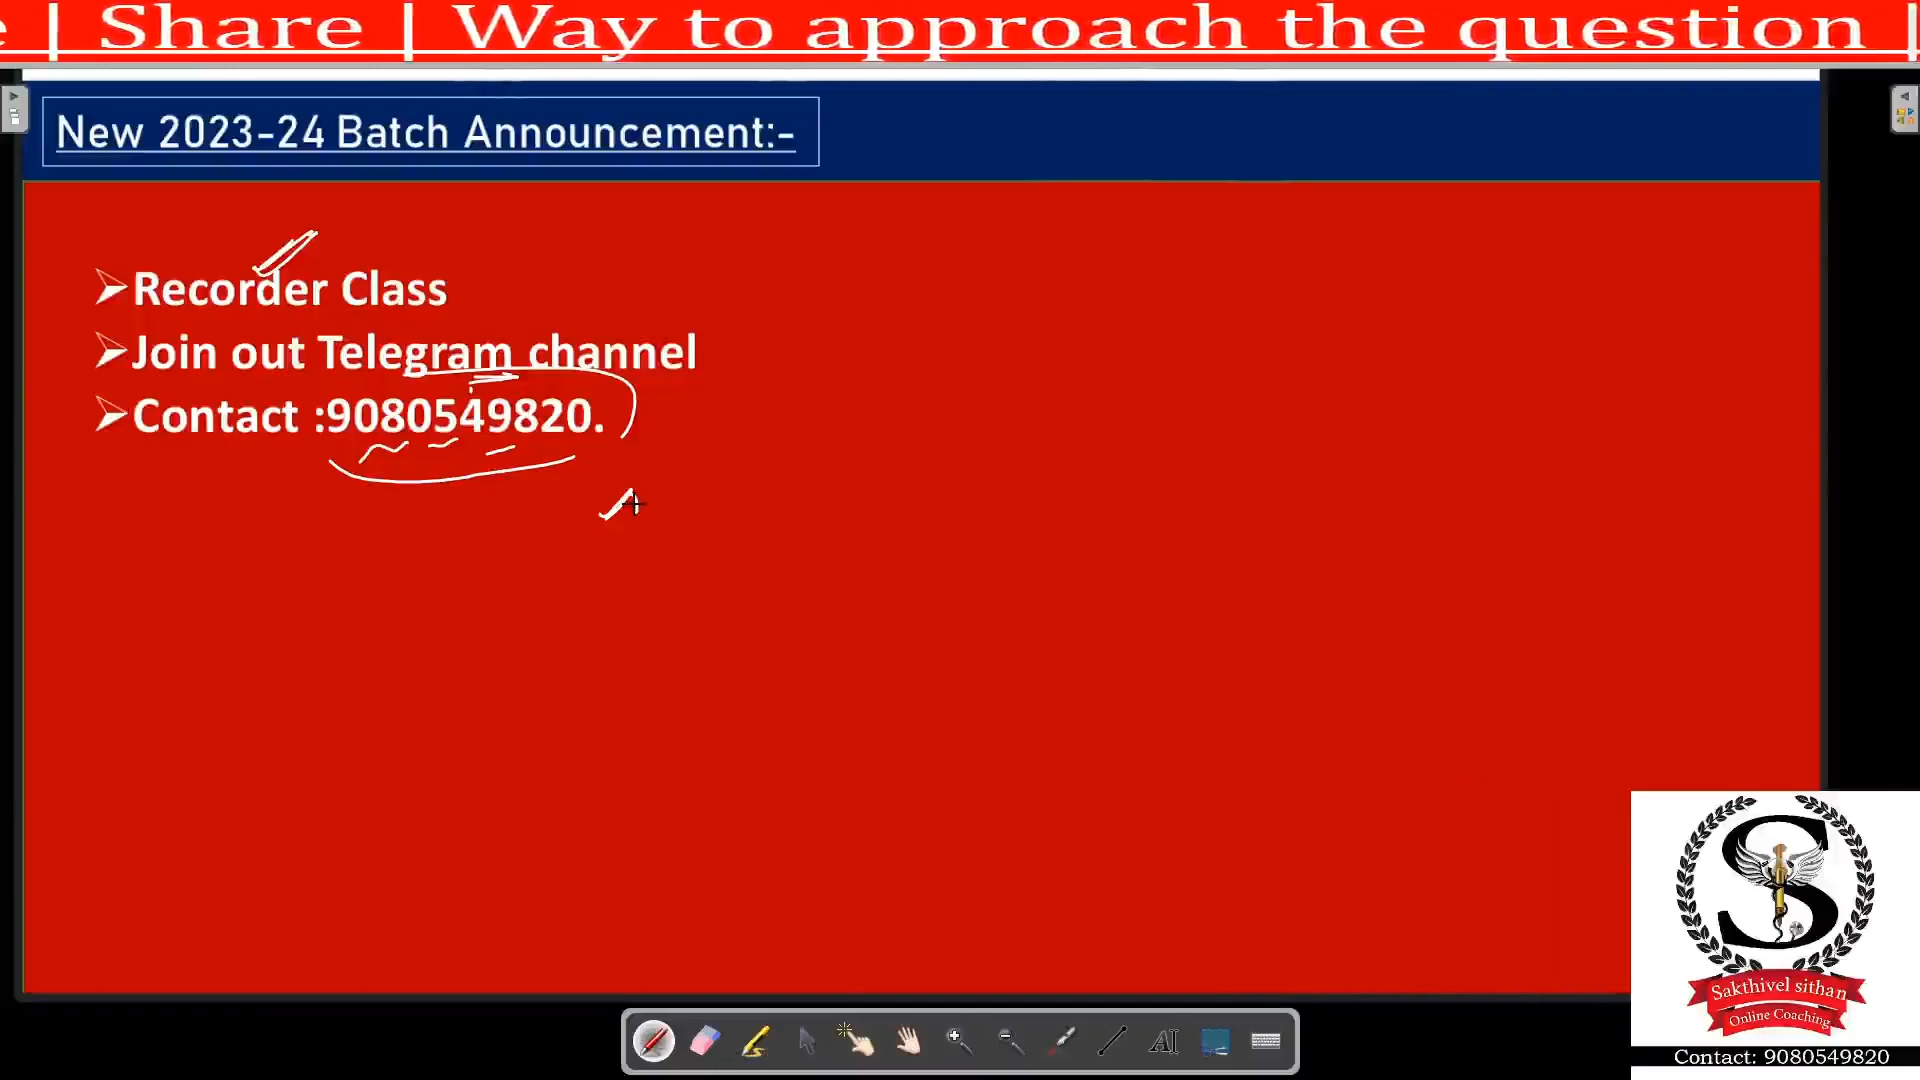 e | Share | Way to approach the question |
New 2023-24 Batch Announcement:-
➢Recorder Class
➢Join out Telegram channel
➢Contact :9080549820.
S
Sakthivel sithan
Online Coaching
Contact: 9080549820
AI